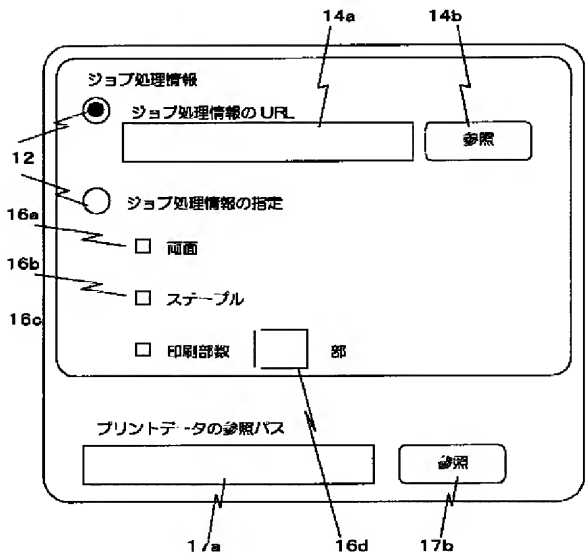 14a 14b
ジョブ処理情報
ジョブ処理情報の URL
参照
12
ジョブ処理情報の指定
16a
両面
16b
ステープル
16c
印刷部数 部
プリントデータの参照パス
参照
17a 16d 17b